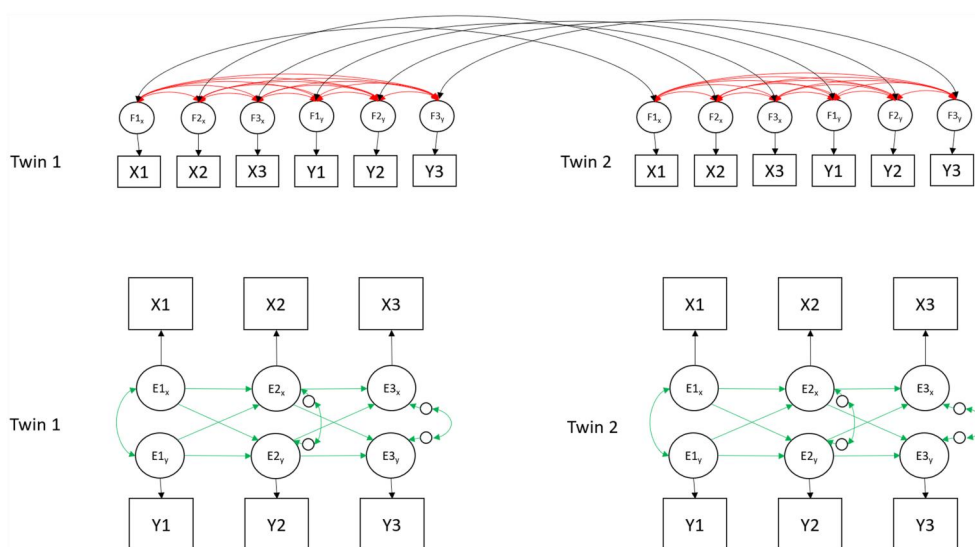 F1x F2x F3x F1y F2y F3y F1x F2x F3x F1y F2y F3y
Twin 1 X1 X2 X3 Y1 Y2 Y3 Twin 2 X1 X2 X3 Y1 Y2 Y3
X1 X2 X3 X1 X2 X3
E1x E2x E3x E1x E2x E3x
Twin 1 Twin 2
E1y E2y E3y E1y E2y E3y
Y1 Y2 Y3 Y1 Y2 Y3